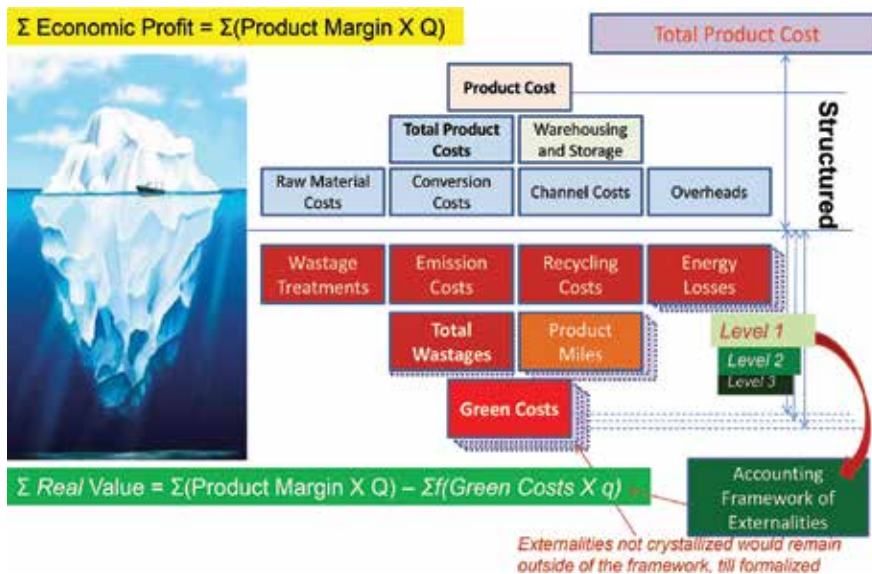 Σ Economic Profit = Σ(Product Margin X Q)
Total Product Cost
Product Cost
Structured
Total Product
Costs
Warehousing
and Storage
Raw Material
Costs
Conversion
Costs
Channel Costs
Overheads
Wastage
Treatments
Emission
Costs
Recycling
Costs
Energy
Losses
Total
Wastages
Product
Miles
Level 1
Level 2
Level 3
Green Costs
Σ Real Value = Σ(Product Margin X Q) – Σf(Green Costs X q)
Accounting
Framework of
Externalities
Externalities not crystallized would remain
outside of the framework, till formalized